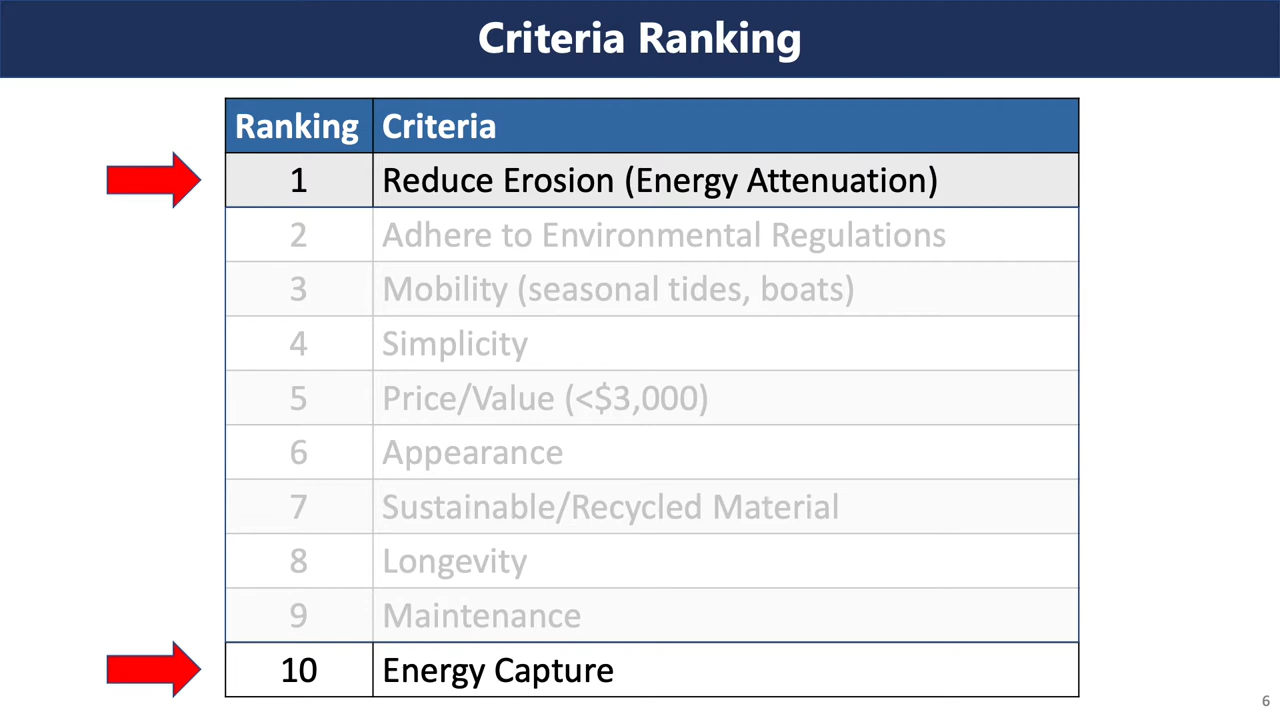 Criteria Ranking
Ranking Criteria
1 Reduce Erosion (Energy Attenuation)
2 Adhere to Environmental Regulations
3 Mobility (seasonal tides, boats)
4 Simplicity
5 Price/Value (<$3,000)
6 Appearance
7 Sustainable/Recycled Material
8 Longevity
9 Maintenance
10 Energy Capture
6